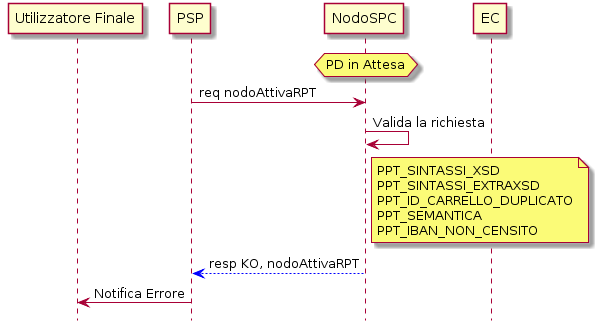 Utilizzatore Finale
PSP
NodoSPC
EC
PD in Attesa
req nodoAttivaRPT
Valida la richiesta
PPT_SINTASSI_XSD
PPT_SINTASSI_EXTRAXSD
PPT_ID_CARRELLO_DUPLICATO
PPT_SEMANTICA
PPT_IBAN_NON_CENSITO
resp KO, nodoAttivaRPT
Notifica Errore